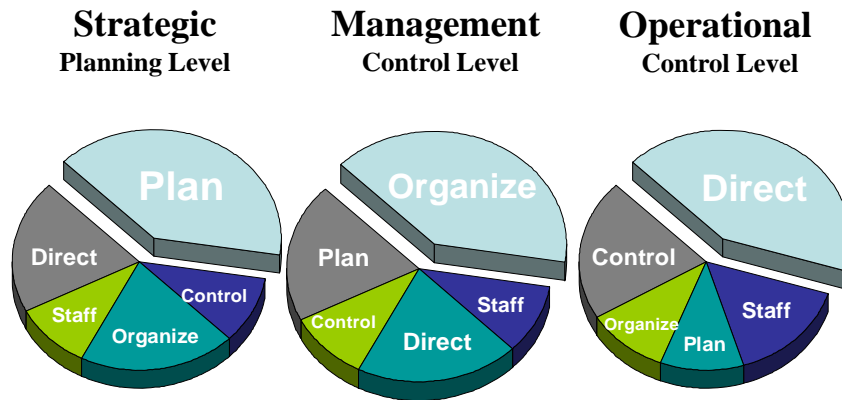 Strategic
Planning Level
Management
Control Level
Operational
Control Level
Plan
Direct
Staff
Organize
Control
Organize
Plan
Control
Direct
Staff
Direct
Control
Organize
Plan
Staff